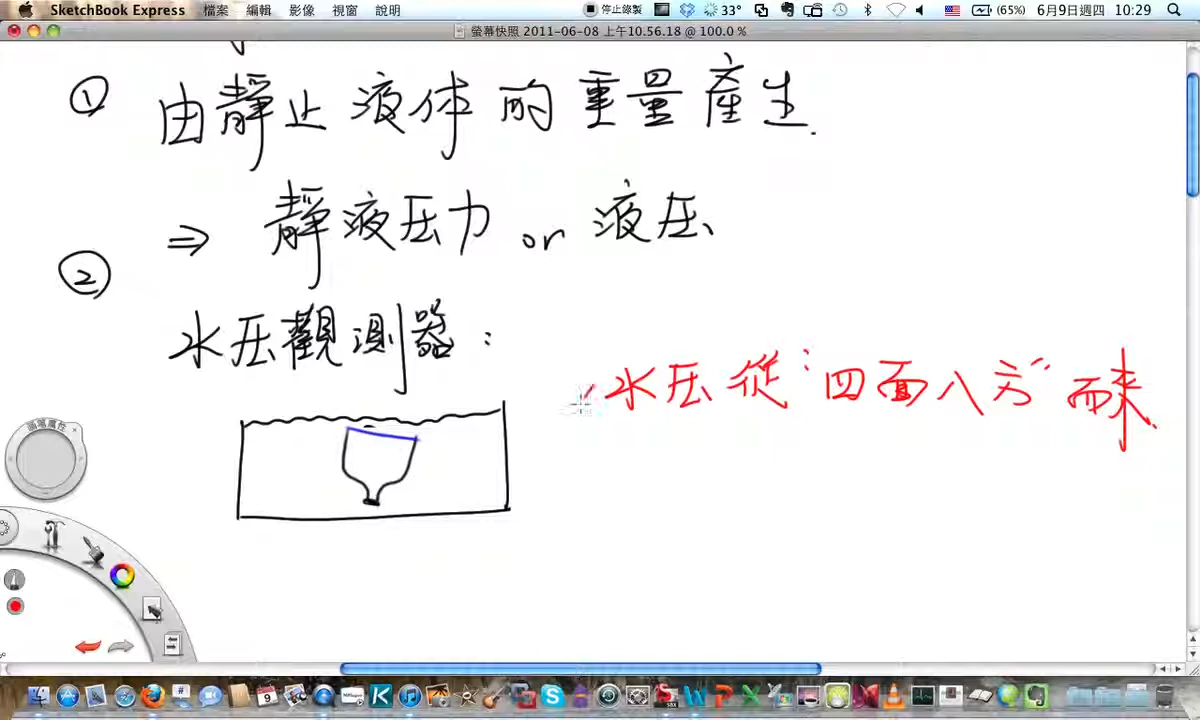 SketchBook Express 檔案 編輯 影像 視窗 說明 停止錄製 33° (65%) 6月9日週四 10:29
螢幕快照 2011-06-08 上午10.56.18 @ 100.0 %
① 由靜止液体的重量產生.
⇒ 靜液压力 or 液压
②
水压觀測器:
水压從"四面八方"而來.